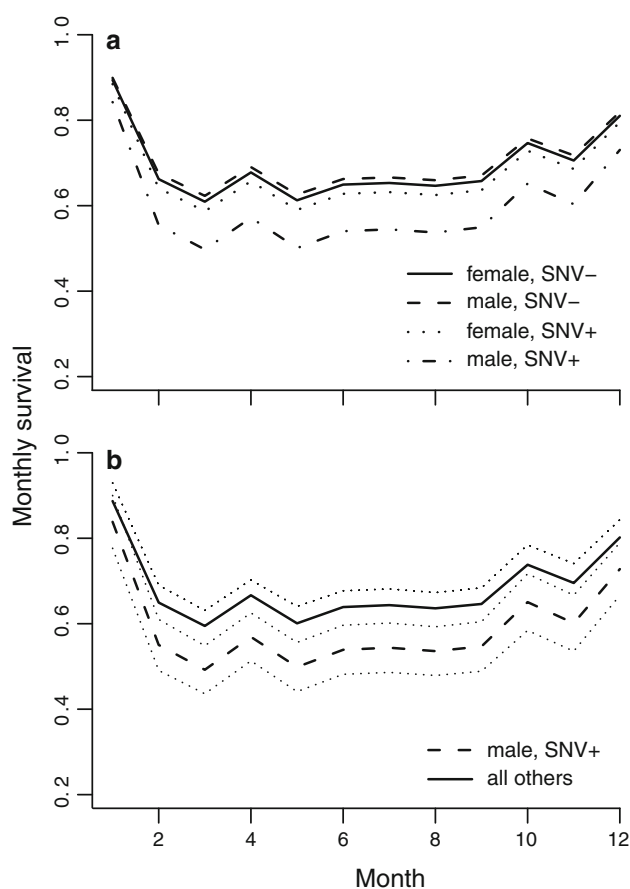 a
1.0
0.8
0.6
0.4
0.2
female, SNV–
male, SNV–
female, SNV+
male, SNV+
Monthly survival
b
1.0
0.8
0.6
0.4
0.2
male, SNV+
all others
2 4 6 8 10 12
Month